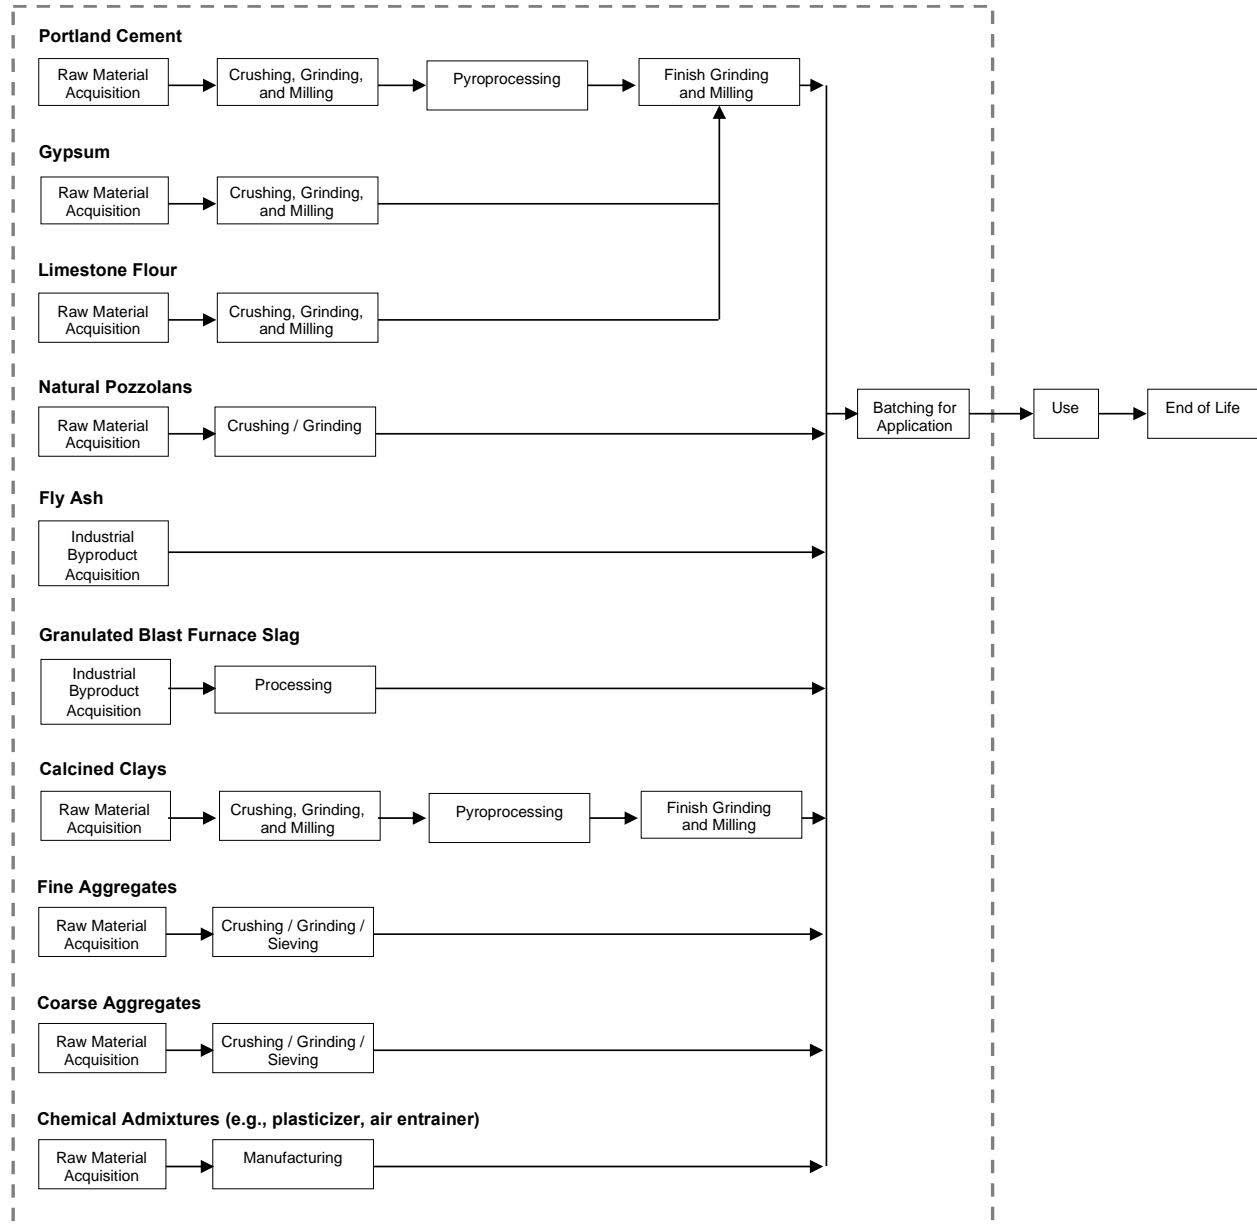 Portland Cement
Raw Material
Acquisition
Crushing, Grinding,
and Milling
Pyroprocessing
Finish Grinding
and Milling
Gypsum
Raw Material
Acquisition
Crushing, Grinding,
and Milling
Limestone Flour
Raw Material
Acquisition
Crushing, Grinding,
and Milling
Natural Pozzolans
Raw Material
Acquisition
Crushing / Grinding
Batching for
Application
Use
End of Life
Fly Ash
Industrial
Byproduct
Acquisition
Granulated Blast Furnace Slag
Industrial
Byproduct
Acquisition
Processing
Calcined Clays
Raw Material
Acquisition
Crushing, Grinding,
and Milling
Pyroprocessing
Finish Grinding
and Milling
Fine Aggregates
Raw Material
Acquisition
Crushing / Grinding /
Sieving
Coarse Aggregates
Raw Material
Acquisition
Crushing / Grinding /
Sieving
Chemical Admixtures (e.g., plasticizer, air entrainer)
Raw Material
Acquisition
Manufacturing